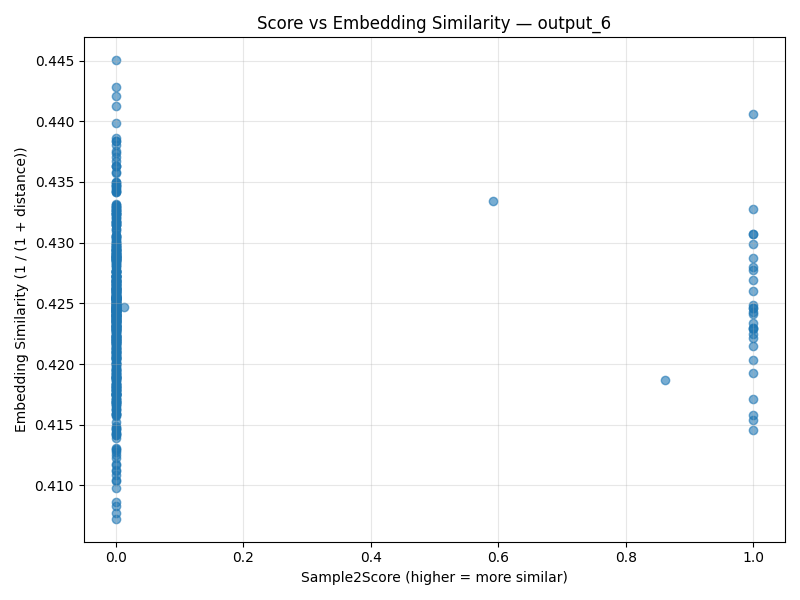 Score vs Embedding Similarity — output_6
Embedding Similarity (1 / (1 + distance))
0.445
0.440
0.435
0.430
0.425
0.420
0.415
0.410
0.0 0.2 0.4 0.6 0.8 1.0
Sample2Score (higher = more similar)